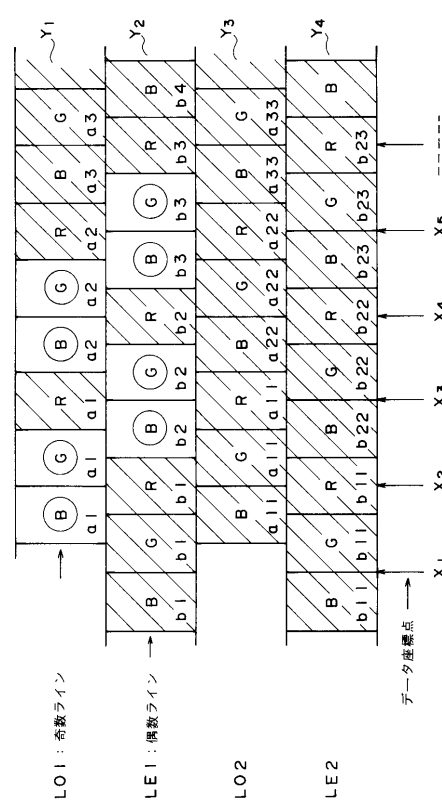 LO1：奇数ライン
B G R B G R B G
a1 a1 a1 a2 a2 a2 a3 a3
Y1
LE1：偶数ライン
B G R B G R B G R B
b1 b1 b1 b2 b2 b2 b3 b3 b3 b4
Y2
LO2
B G R B G R B G
a11 a11 a11 a22 a22 a22 a33 a33
Y3
LE2
B G R B G R B G R B
b11 b11 b11 b22 b22 b22 b23 b23 b23
Y4
データ座標点
X1 X2 X3 X4 X5